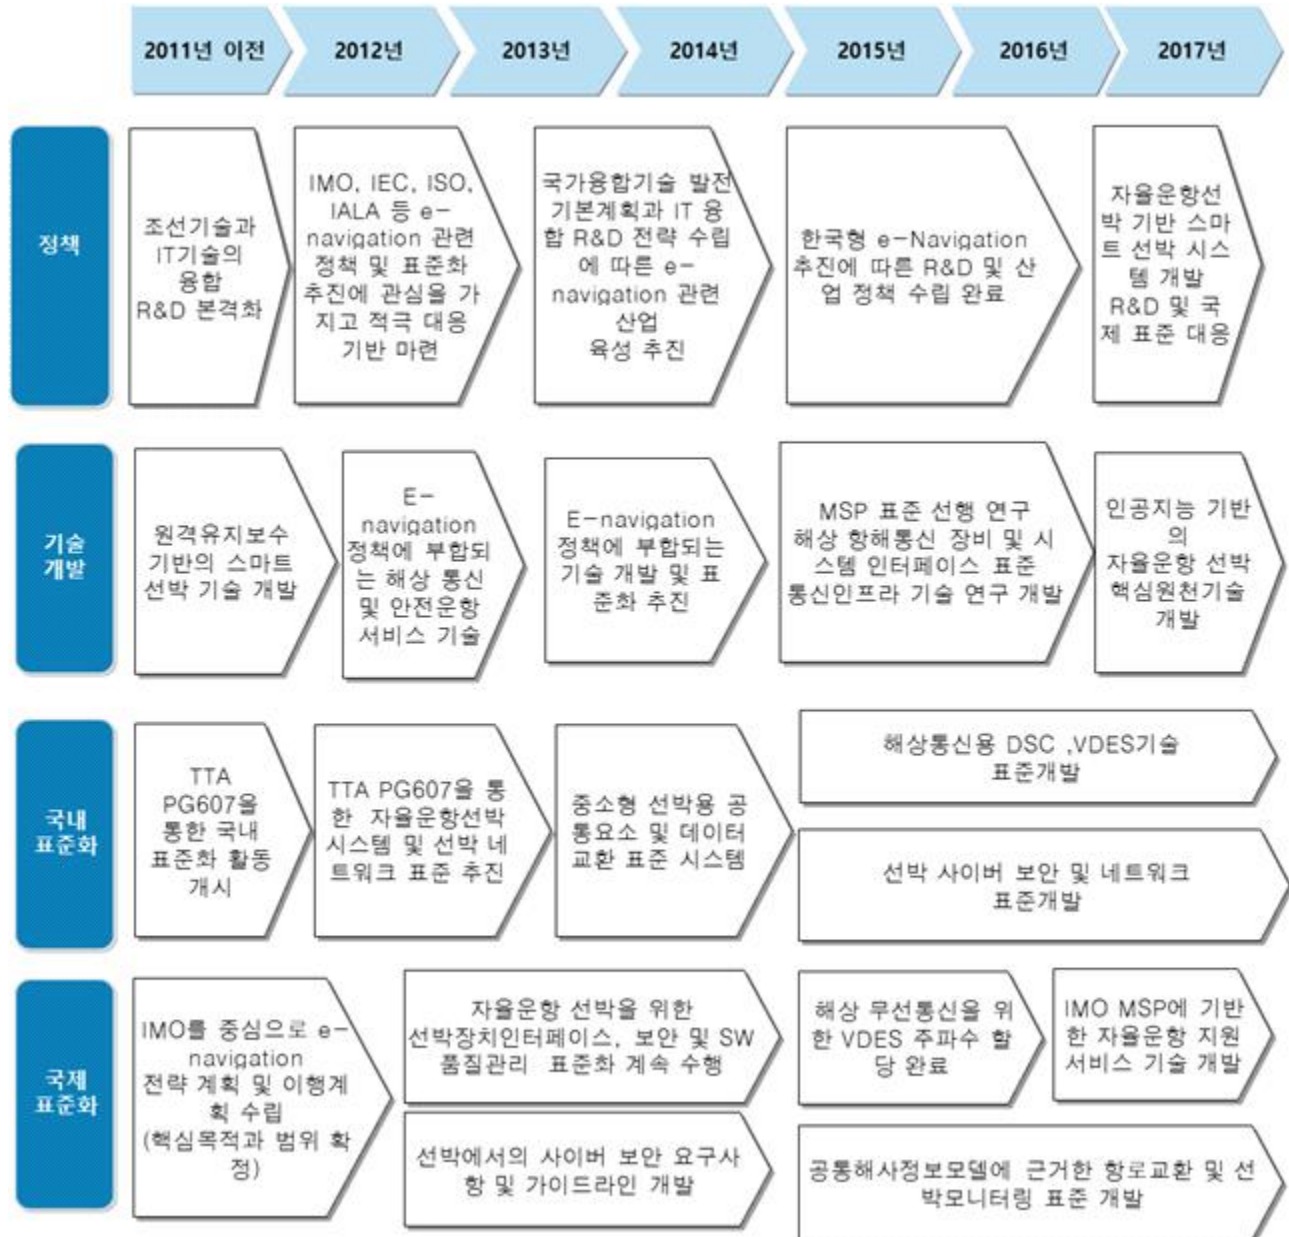 2011년 이전
2012년
2013년
2014년
2015년
2016년
2017년
정책
조선기술과
IT기술의
융합
R&D 본격화
IMO, IEC, ISO,
IALA 등 e-
navigation 관련
정책 및 표준화
추진에 관심을 가
지고 적극 대응
기반 마련
국가융합기술 발전
기본계획과 IT 융
합 R&D 전략 수립
에 따른 e-
navigation 관련
산업
육성 추진
한국형 e-Navigation
추진에 따른 R&D 및 산
업 정책 수립 완료
자율운항선
박 기반 스마
트 선박 시스
템 개발
R&D 및 국
제 표준 대응
기술
개발
원격유지보수
기반의 스마트
선박 기술 개발
E-
navigation
정책에 부합되
는 해상 통신
및 안전운항
서비스 기술
E-navigation
정책에 부합되는
기술 개발 및 표
준화 추진
MSP 표준 선행 연구
해상 항해통신 장비 및 시
스템 인터페이스 표준
통신인프라 기술 연구 개발
인공지능 기반
의
자율운항 선박
핵심원천기술
개발
국내
표준화
TTA
PG607을
통한 국내
표준화 활동
개시
TTA PG607을 통
한 자율운항선박
시스템 및 선박 네
트워크 표준 추진
중소형 선박용 공
통요소 및 데이터
교환 표준 시스템
해상통신용 DSC ,VDES기술
표준개발
선박 사이버 보안 및 네트워크
표준개발
국제
표준화
IMO를 중심으로 e-
navigation
전략 계획 및 이행계
획 수립
(핵심목적과 범위 확
정)
자율운항 선박을 위한
선박장치인터페이스, 보안 및 SW
품질관리 표준화 계속 수행
선박에서의 사이버 보안 요구사
항 및 가이드라인 개발
해상 무선통신을 위
한 VDES 주파수 할
당 완료
IMO MSP에 기반
한 자율운항 지원
서비스 기술 개발
공통해사정보모델에 근거한 항로교환 및 선
박모니터링 표준 개발